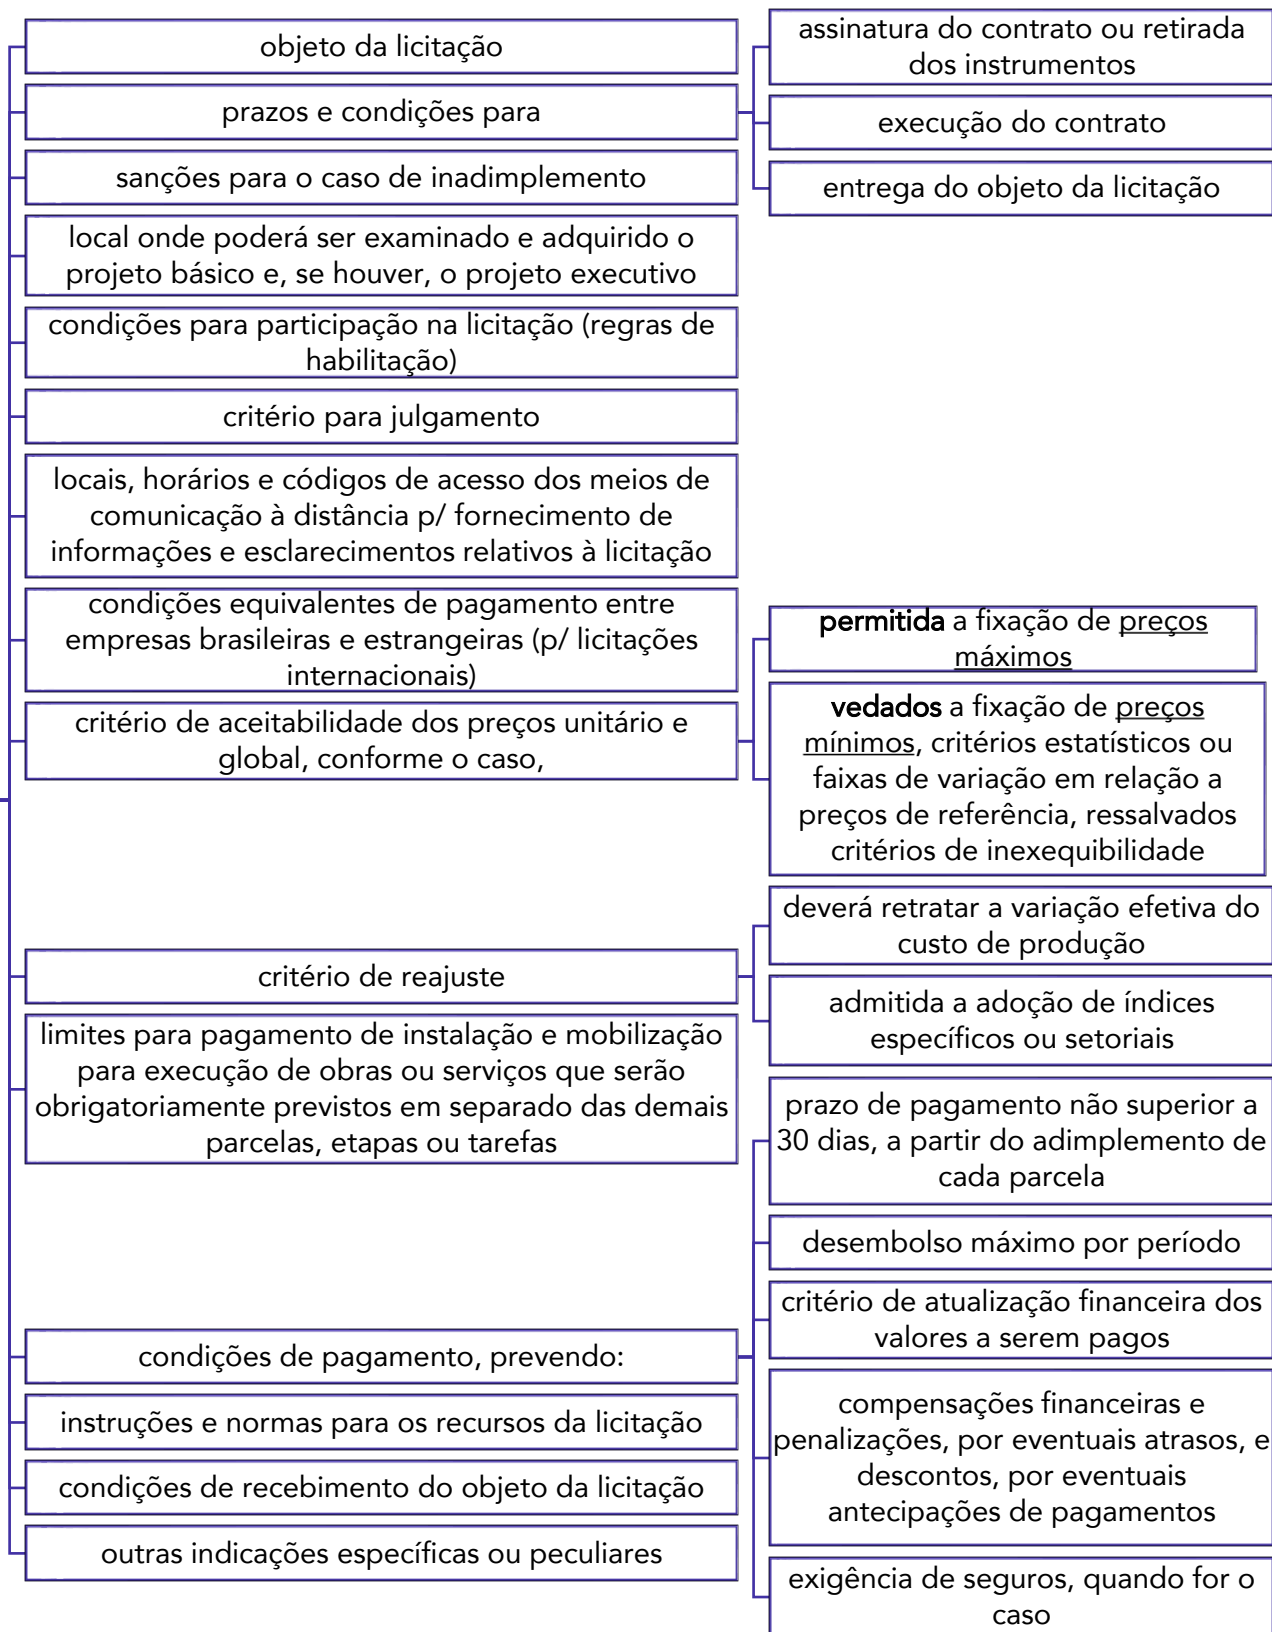 objeto da licitação
prazos e condições para
assinatura do contrato ou retirada
dos instrumentos
execução do contrato
entrega do objeto da licitação
sanções para o caso de inadimplemento
local onde poderá ser examinado e adquirido o
projeto básico e, se houver, o projeto executivo
condições para participação na licitação (regras de
habilitação)
critério para julgamento
locais, horários e códigos de acesso dos meios de
comunicação à distância p/ fornecimento de
informações e esclarecimentos relativos à licitação
condições equivalentes de pagamento entre
empresas brasileiras e estrangeiras (p/ licitações
internacionais)
critério de aceitabilidade dos preços unitário e
global, conforme o caso,
permitida a fixação de preços
máximos
vedados a fixação de preços
mínimos, critérios estatísticos ou
faixas de variação em relação a
preços de referência, ressalvados
critérios de inexequibilidade
critério de reajuste
deverá retratar a variação efetiva do
custo de produção
admitida a adoção de índices
específicos ou setoriais
limites para pagamento de instalação e mobilização
para execução de obras ou serviços que serão
obrigatoriamente previstos em separado das demais
parcelas, etapas ou tarefas
condições de pagamento, prevendo:
prazo de pagamento não superior a
30 dias, a partir do adimplemento de
cada parcela
desembolso máximo por período
critério de atualização financeira dos
valores a serem pagos
compensações financeiras e
penalizações, por eventuais atrasos, e
descontos, por eventuais
antecipações de pagamentos
exigência de seguros, quando for o
caso
instruções e normas para os recursos da licitação
condições de recebimento do objeto da licitação
outras indicações específicas ou peculiares